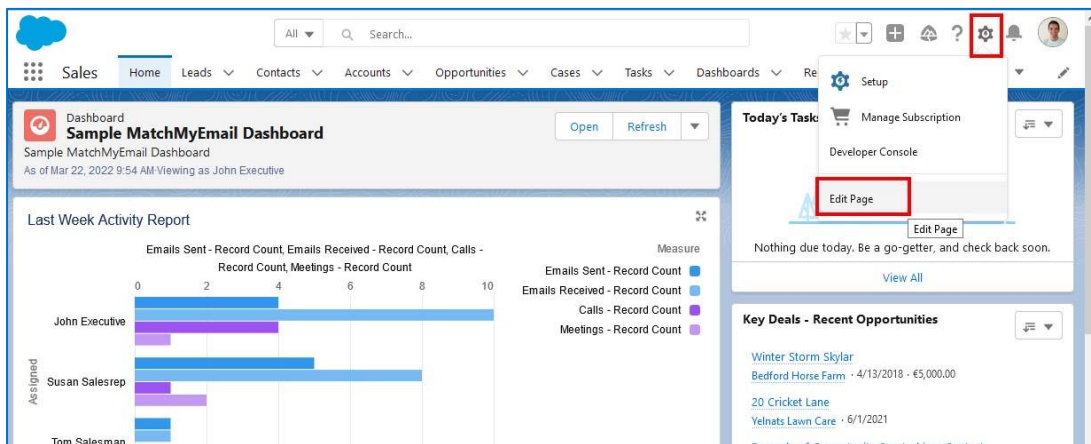 All
Search...
Sales Home Leads Contacts Accounts Opportunities Cases Tasks Dashboards Re
Setup
Manage Subscription
Developer Console
Edit Page
Edit Page
Dashboard
Sample MatchMyEmail Dashboard
Open Refresh
Sample MatchMyEmail Dashboard
As of Mar 22, 2022 9:54 AM·Viewing as John Executive
Last Week Activity Report
Emails Sent - Record Count, Emails Received - Record Count, Calls -
Record Count, Meetings - Record Count
0 2 4 6 8 10
Assigned
John Executive
Susan Salesrep
Tom Salesman
Measure
Emails Sent - Record Count
Emails Received - Record Count
Calls - Record Count
Meetings - Record Count
Today's Tasks
Nothing due today. Be a go-getter, and check back soon.
View All
Key Deals - Recent Opportunities
Winter Storm Skylar
Bedford Horse Farm · 4/13/2018 · €5,000.00
20 Cricket Lane
Yelnats Lawn Care · 6/1/2021